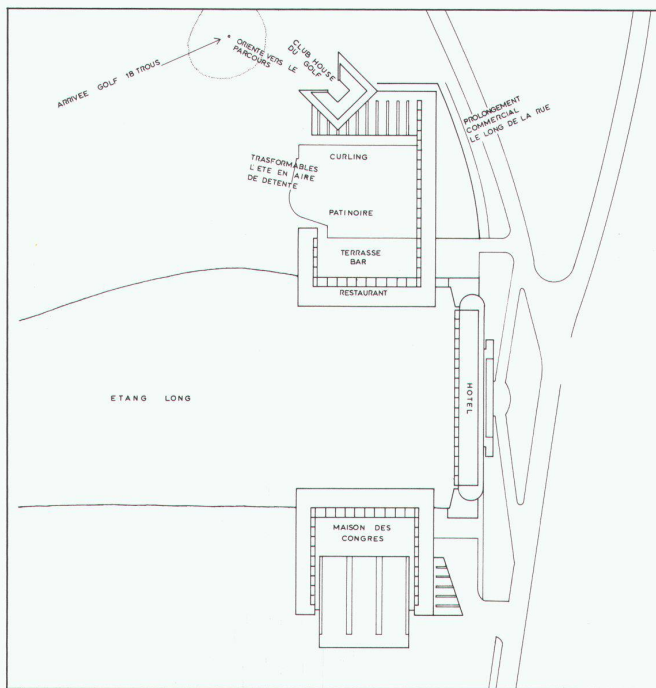 ARRIVEE GOLF 18 TROUS
ORIENTE VERS LE
PARCOURS
CLUB HOUSE
DU GOLF
PROLONGEMENT
COMMERCIAL
LE LONG DE LA RUE
CURLING
TRASFORMABLES
L'ETE EN AIRE
DE DETENTE
PATINOIRE
TERRASSE
BAR
RESTAURANT
ETANG LONG
HOTEL
MAISON DES
CONGRES